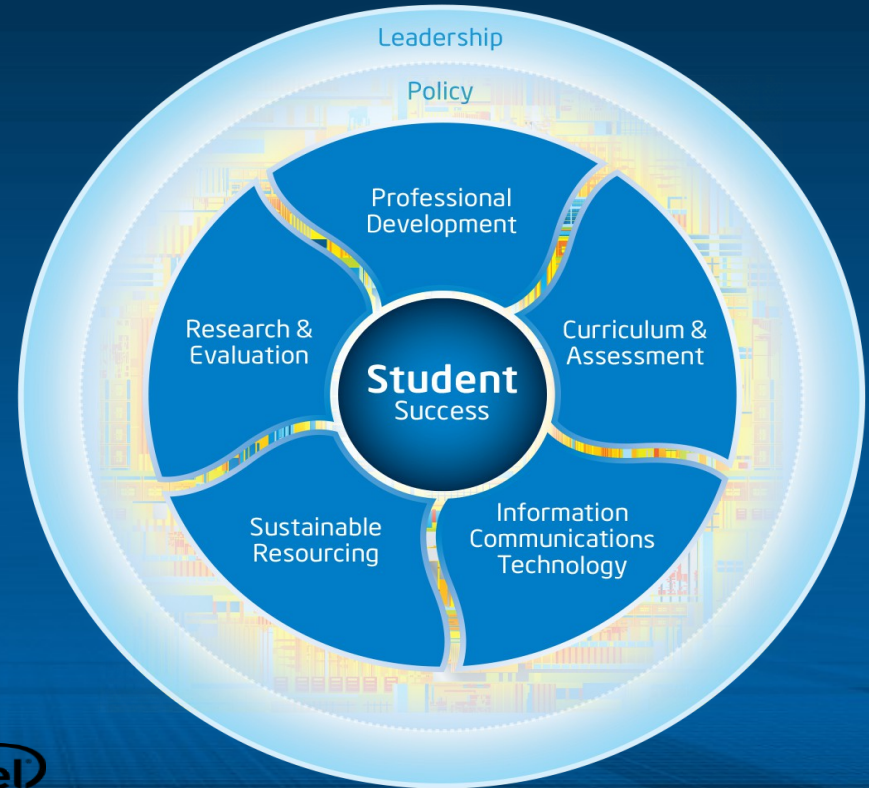 Leadership
Policy
Professional
Development
Research &
Evaluation
Curriculum &
Assessment
Student
Success
Sustainable
Resourcing
Information
Communications
Technology